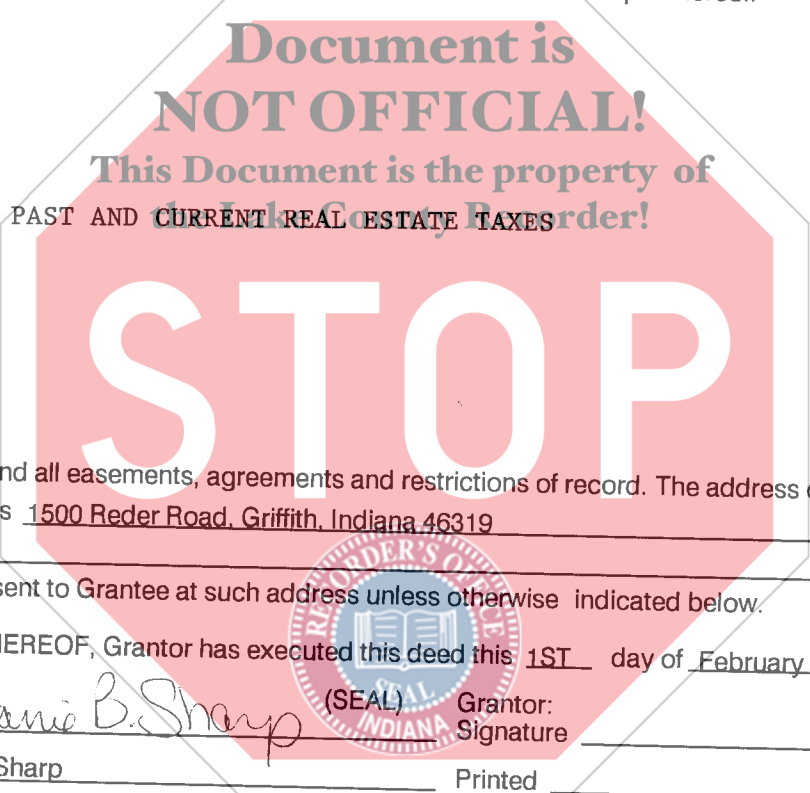 Document is
NOT OFFICIAL!
This Document is the property of
the Lake County Recorder!
PAST AND CURRENT REAL ESTATE TAXES
STOP
nd all easements, agreements and restrictions of record. The address
s 1500 Reder Road, Griffith, Indiana 46319
sent to Grantee at such address unless otherwise indicated below.
HEREOF, Grantor has executed this deed this 1ST day of February
RECORDER'S OFFICE
SEAL
INDIANA
anie B. Sharp (SEAL) Grantor:
Signature
Sharp Printed